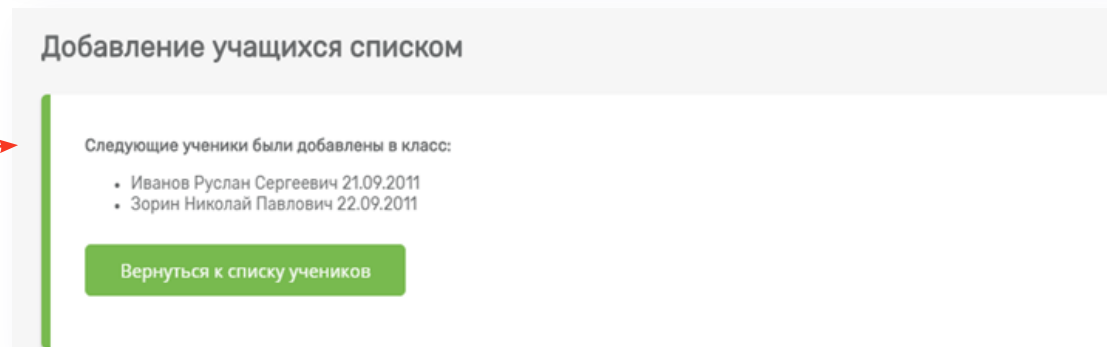 Добавление учащихся списком
Следующие ученики были добавлены в класс:
• Иванов Руслан Сергеевич 21.09.2011
• Зорин Николай Павлович 22.09.2011
Вернуться к списку учеников